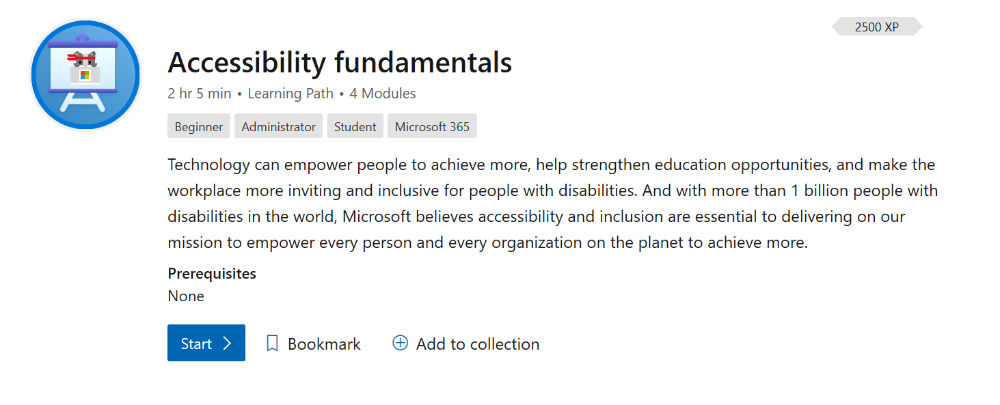 2500 XP
Accessibility fundamentals
2 hr 5 min • Learning Path • 4 Modules
Beginner Administrator Student Microsoft 365
Technology can empower people to achieve more, help strengthen education opportunities, and make the
workplace more inviting and inclusive for people with disabilities. And with more than 1 billion people with
disabilities in the world, Microsoft believes accessibility and inclusion are essential to delivering on our
mission to empower every person and every organization on the planet to achieve more.
Prerequisites
None
Start Bookmark Add to collection